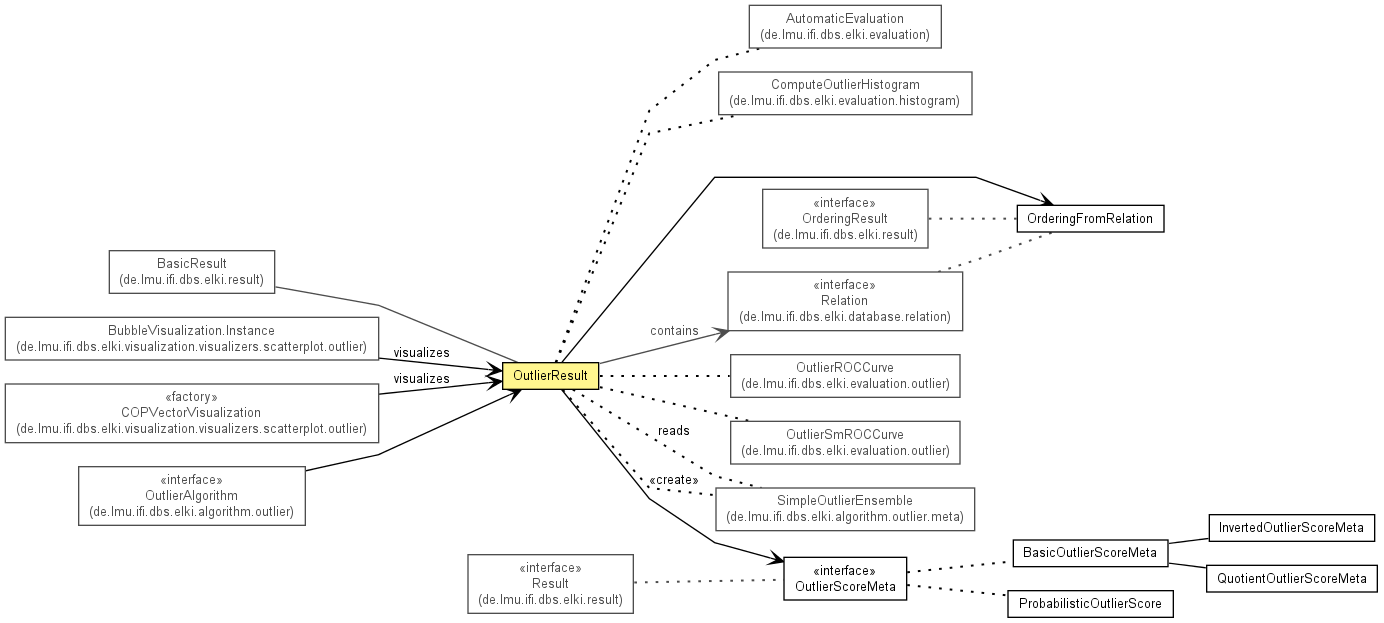 AutomaticEvaluation
(de.lmu.ifi.dbs.elki.evaluation)
ComputeOutlierHistogram
(de.lmu.ifi.dbs.elki.evaluation.histogram)
«interface»
OrderingResult
(de.lmu.ifi.dbs.elki.result)
OrderingFromRelation
BasicResult
(de.lmu.ifi.dbs.elki.result)
«interface»
Relation
(de.lmu.ifi.dbs.elki.database.relation)
contains
BubbleVisualization.Instance
(de.lmu.ifi.dbs.elki.visualization.visualizers.scatterplot.outlier)
visualizes
visualizes
OutlierResult
OutlierROCCurve
(de.lmu.ifi.dbs.elki.evaluation.outlier)
«factory»
COPVectorVisualization
(de.lmu.ifi.dbs.elki.visualization.visualizers.scatterplot.outlier)
reads
OutlierSmROCCurve
(de.lmu.ifi.dbs.elki.evaluation.outlier)
«interface»
OutlierAlgorithm
(de.lmu.ifi.dbs.elki.algorithm.outlier)
«create»
SimpleOutlierEnsemble
(de.lmu.ifi.dbs.elki.algorithm.outlier.meta)
«interface»
Result
(de.lmu.ifi.dbs.elki.result)
«interface»
OutlierScoreMeta
BasicOutlierScoreMeta
InvertedOutlierScoreMeta
QuotientOutlierScoreMeta
ProbabilisticOutlierScore